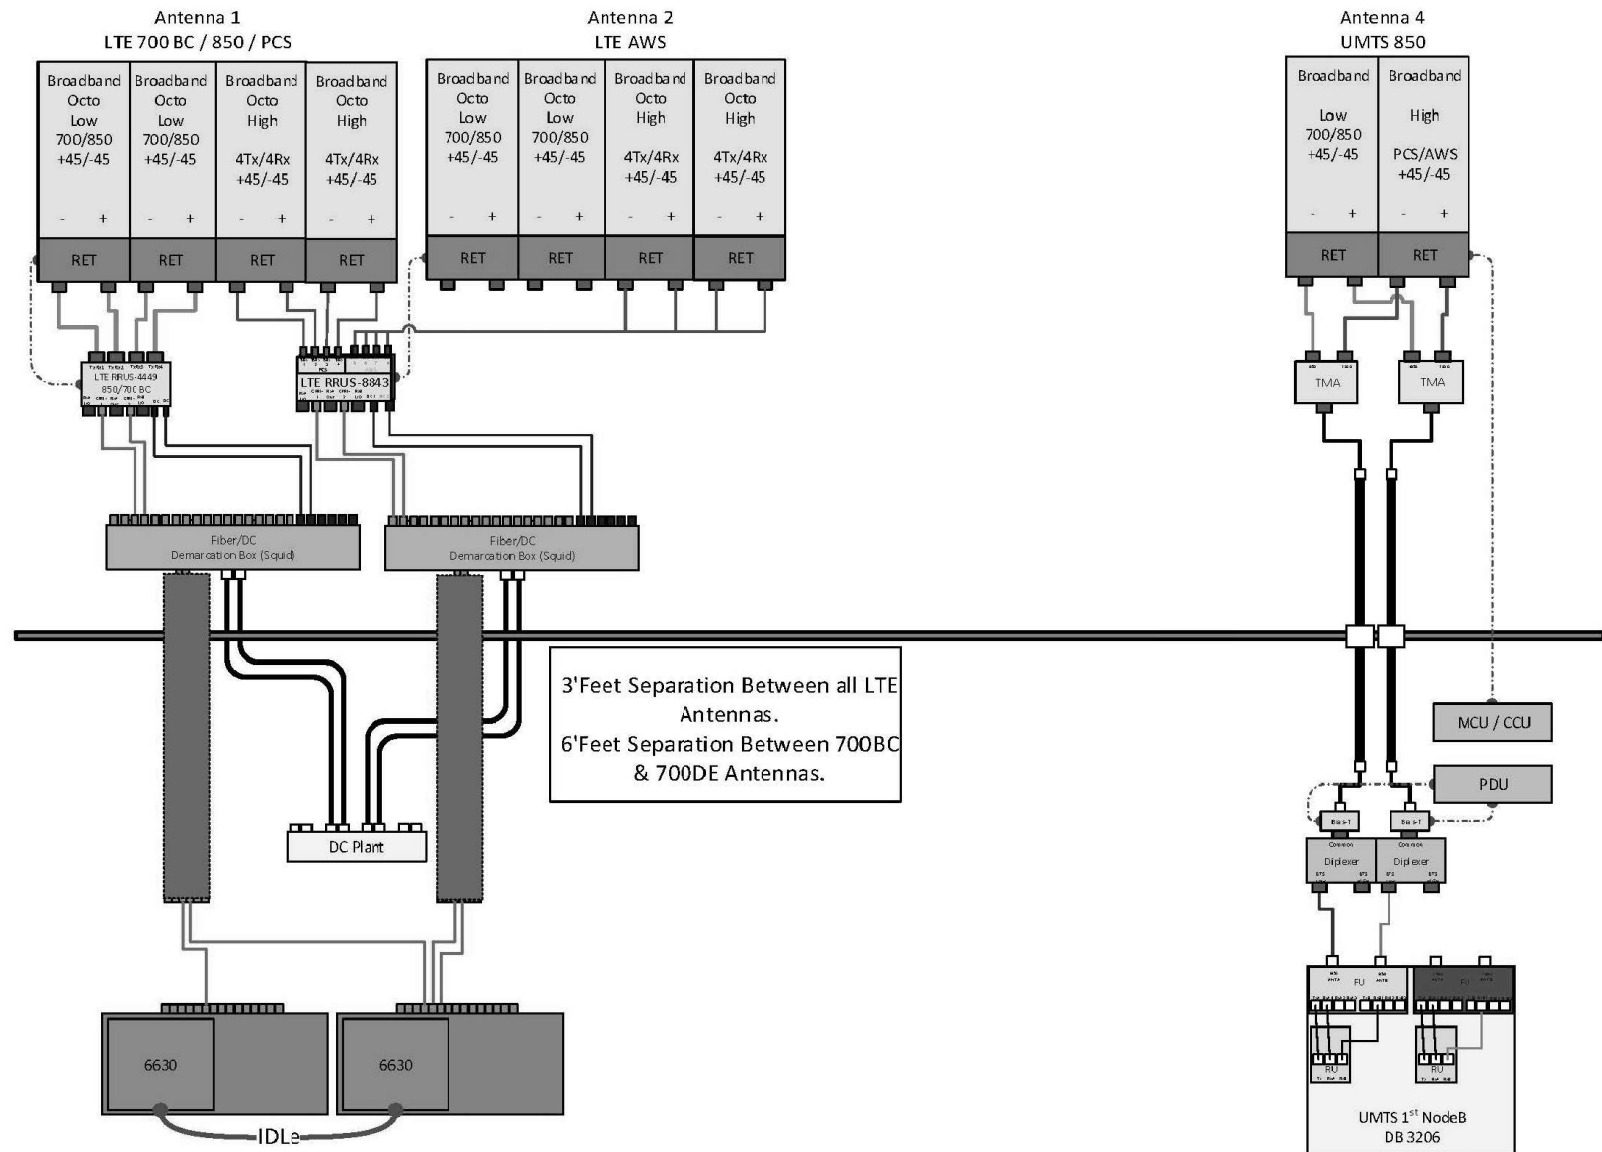 Antenna 1
LTE 700 BC / 850 / PCS
Antenna 2
LTE AWS
Antenna 4
UMTS 850
Broadband
Octo
Low
700/850
+45/-45
- +
RET
Broadband
Octo
Low
700/850
+45/-45
- +
RET
Broadband
Octo
High
4Tx/4Rx
+45/-45
- +
RET
Broadband
Octo
High
4Tx/4Rx
+45/-45
- +
RET
Broadband
Octo
Low
700/850
+45/-45
- +
RET
Broadband
Octo
Low
700/850
+45/-45
- +
RET
Broadband
Octo
High
4Tx/4Rx
+45/-45
- +
RET
Broadband
Octo
High
4Tx/4Rx
+45/-45
- +
RET
Broadband
Low
700/850
+45/-45
- +
RET
Broadband
High
PCS/AWS
+45/-45
- +
RET
LTE RRUS-4449
850/700 BC
PCS
LTE RRUS-8843
TMA
TMA
Fiber/DC
Demarcation Box (Squid)
Fiber/DC
Demarcation Box (Squid)
3'Feet Separation Between all LTE
Antennas.
6'Feet Separation Between 700BC
& 700DE Antennas.
MCU / CCU
PDU
DC Plant
Bias-T
Bias-T
Common
Diplexer
Common
Diplexer
FU
FU
RU
RU
6630
6630
IDLe
UMTS 1st NodeB
DB 3206